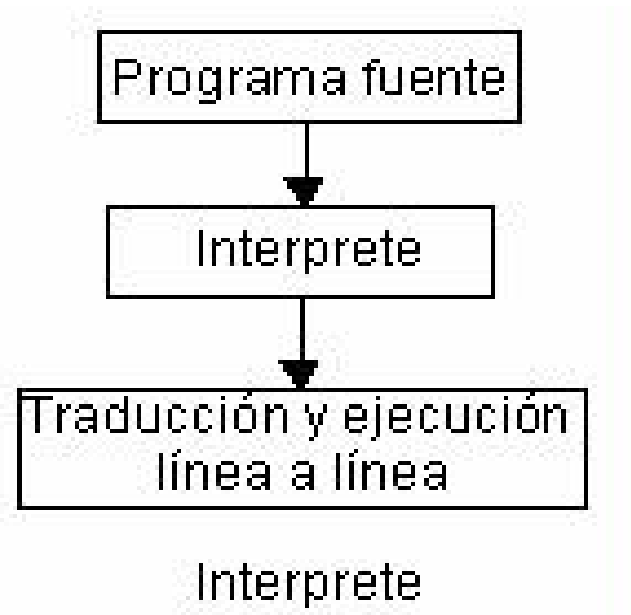 Programa fuente
Interprete
Traducción y ejecución
línea a línea
Interprete